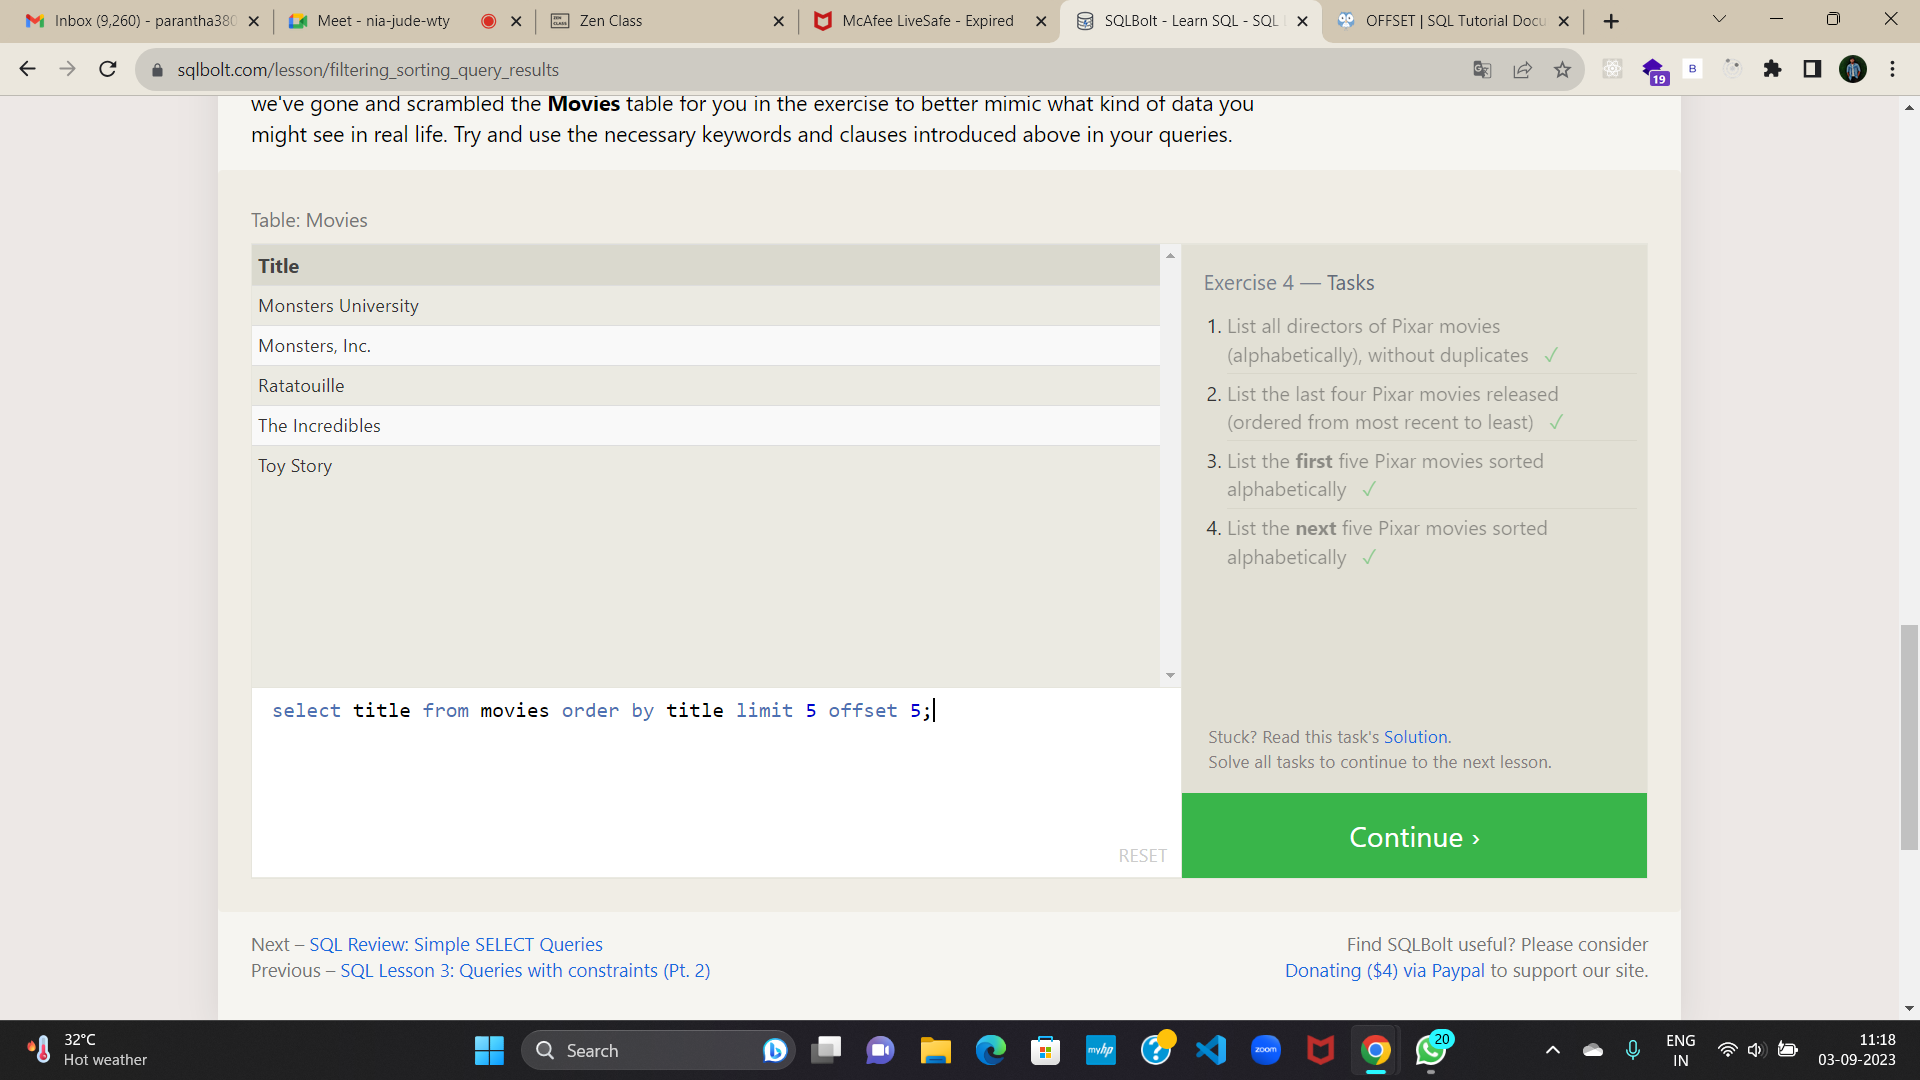 Inbox (9,260) - parantha380
Meet - nia-jude-wty
Zen Class
McAfee LiveSafe - Expired
SQLBolt - Learn SQL - SQL
OFFSET | SQL Tutorial Docu
sqlbolt.com/lesson/filtering_sorting_query_results
19
B
we've gone and scrambled the Movies table for you in the exercise to better mimic what kind of data you
might see in real life. Try and use the necessary keywords and clauses introduced above in your queries.
Table: Movies
Title
Monsters University
Monsters, Inc.
Ratatouille
The Incredibles
Toy Story
select title from movies order by title limit 5 offset 5;
RESET
Exercise 4 — Tasks
1. List all directors of Pixar movies
(alphabetically), without duplicates ✓
2. List the last four Pixar movies released
(ordered from most recent to least) ✓
3. List the first five Pixar movies sorted
alphabetically ✓
4. List the next five Pixar movies sorted
alphabetically ✓
Stuck? Read this task's Solution.
Solve all tasks to continue to the next lesson.
Continue ›
Next – SQL Review: Simple SELECT Queries
Previous – SQL Lesson 3: Queries with constraints (Pt. 2)
Find SQLBolt useful? Please consider
Donating ($4) via Paypal to support our site.
32°C
Hot weather
Search
myhp
zoom
20
ENG
IN
11:18
03-09-2023